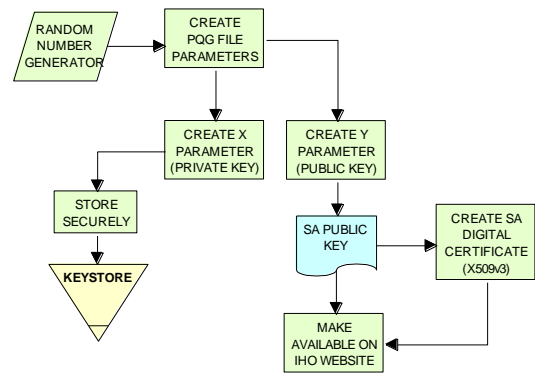 RANDOM
NUMBER
GENERATOR
CREATE
PQG FILE
PARAMETERS
CREATE X
PARAMETER
(PRIVATE KEY)
CREATE Y
PARAMETER
(PUBLIC KEY)
STORE
SECURELY
KEYSTORE
SA PUBLIC
KEY
CREATE SA
DIGITAL
CERTIFICATE
(X509v3)
MAKE
AVAILABLE ON
IHO WEBSITE